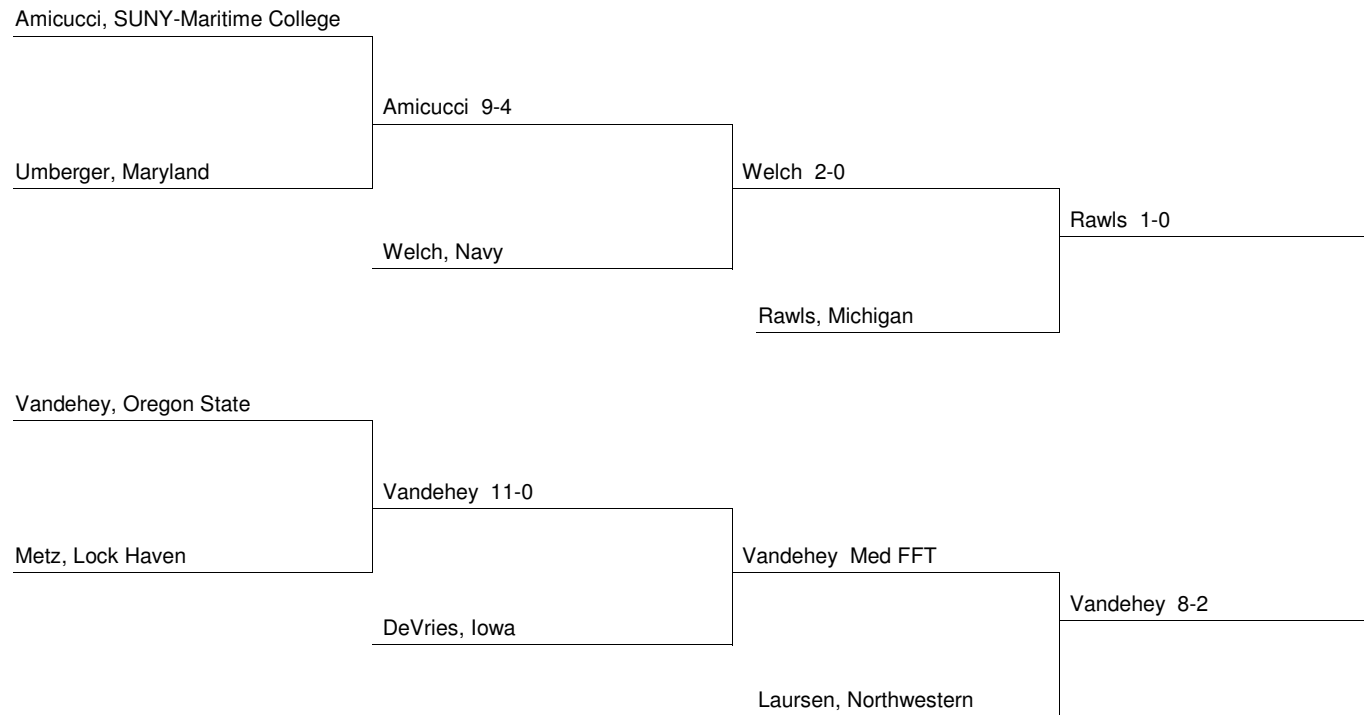 Amicucci, SUNY-Maritime College
Amicucci 9-4
Umberger, Maryland
Welch 2-0
Rawls 1-0
Welch, Navy
Rawls, Michigan
Vandehey, Oregon State
Vandehey 11-0
Metz, Lock Haven
Vandehey Med FFT
Vandehey 8-2
DeVries, Iowa
Laursen, Northwestern